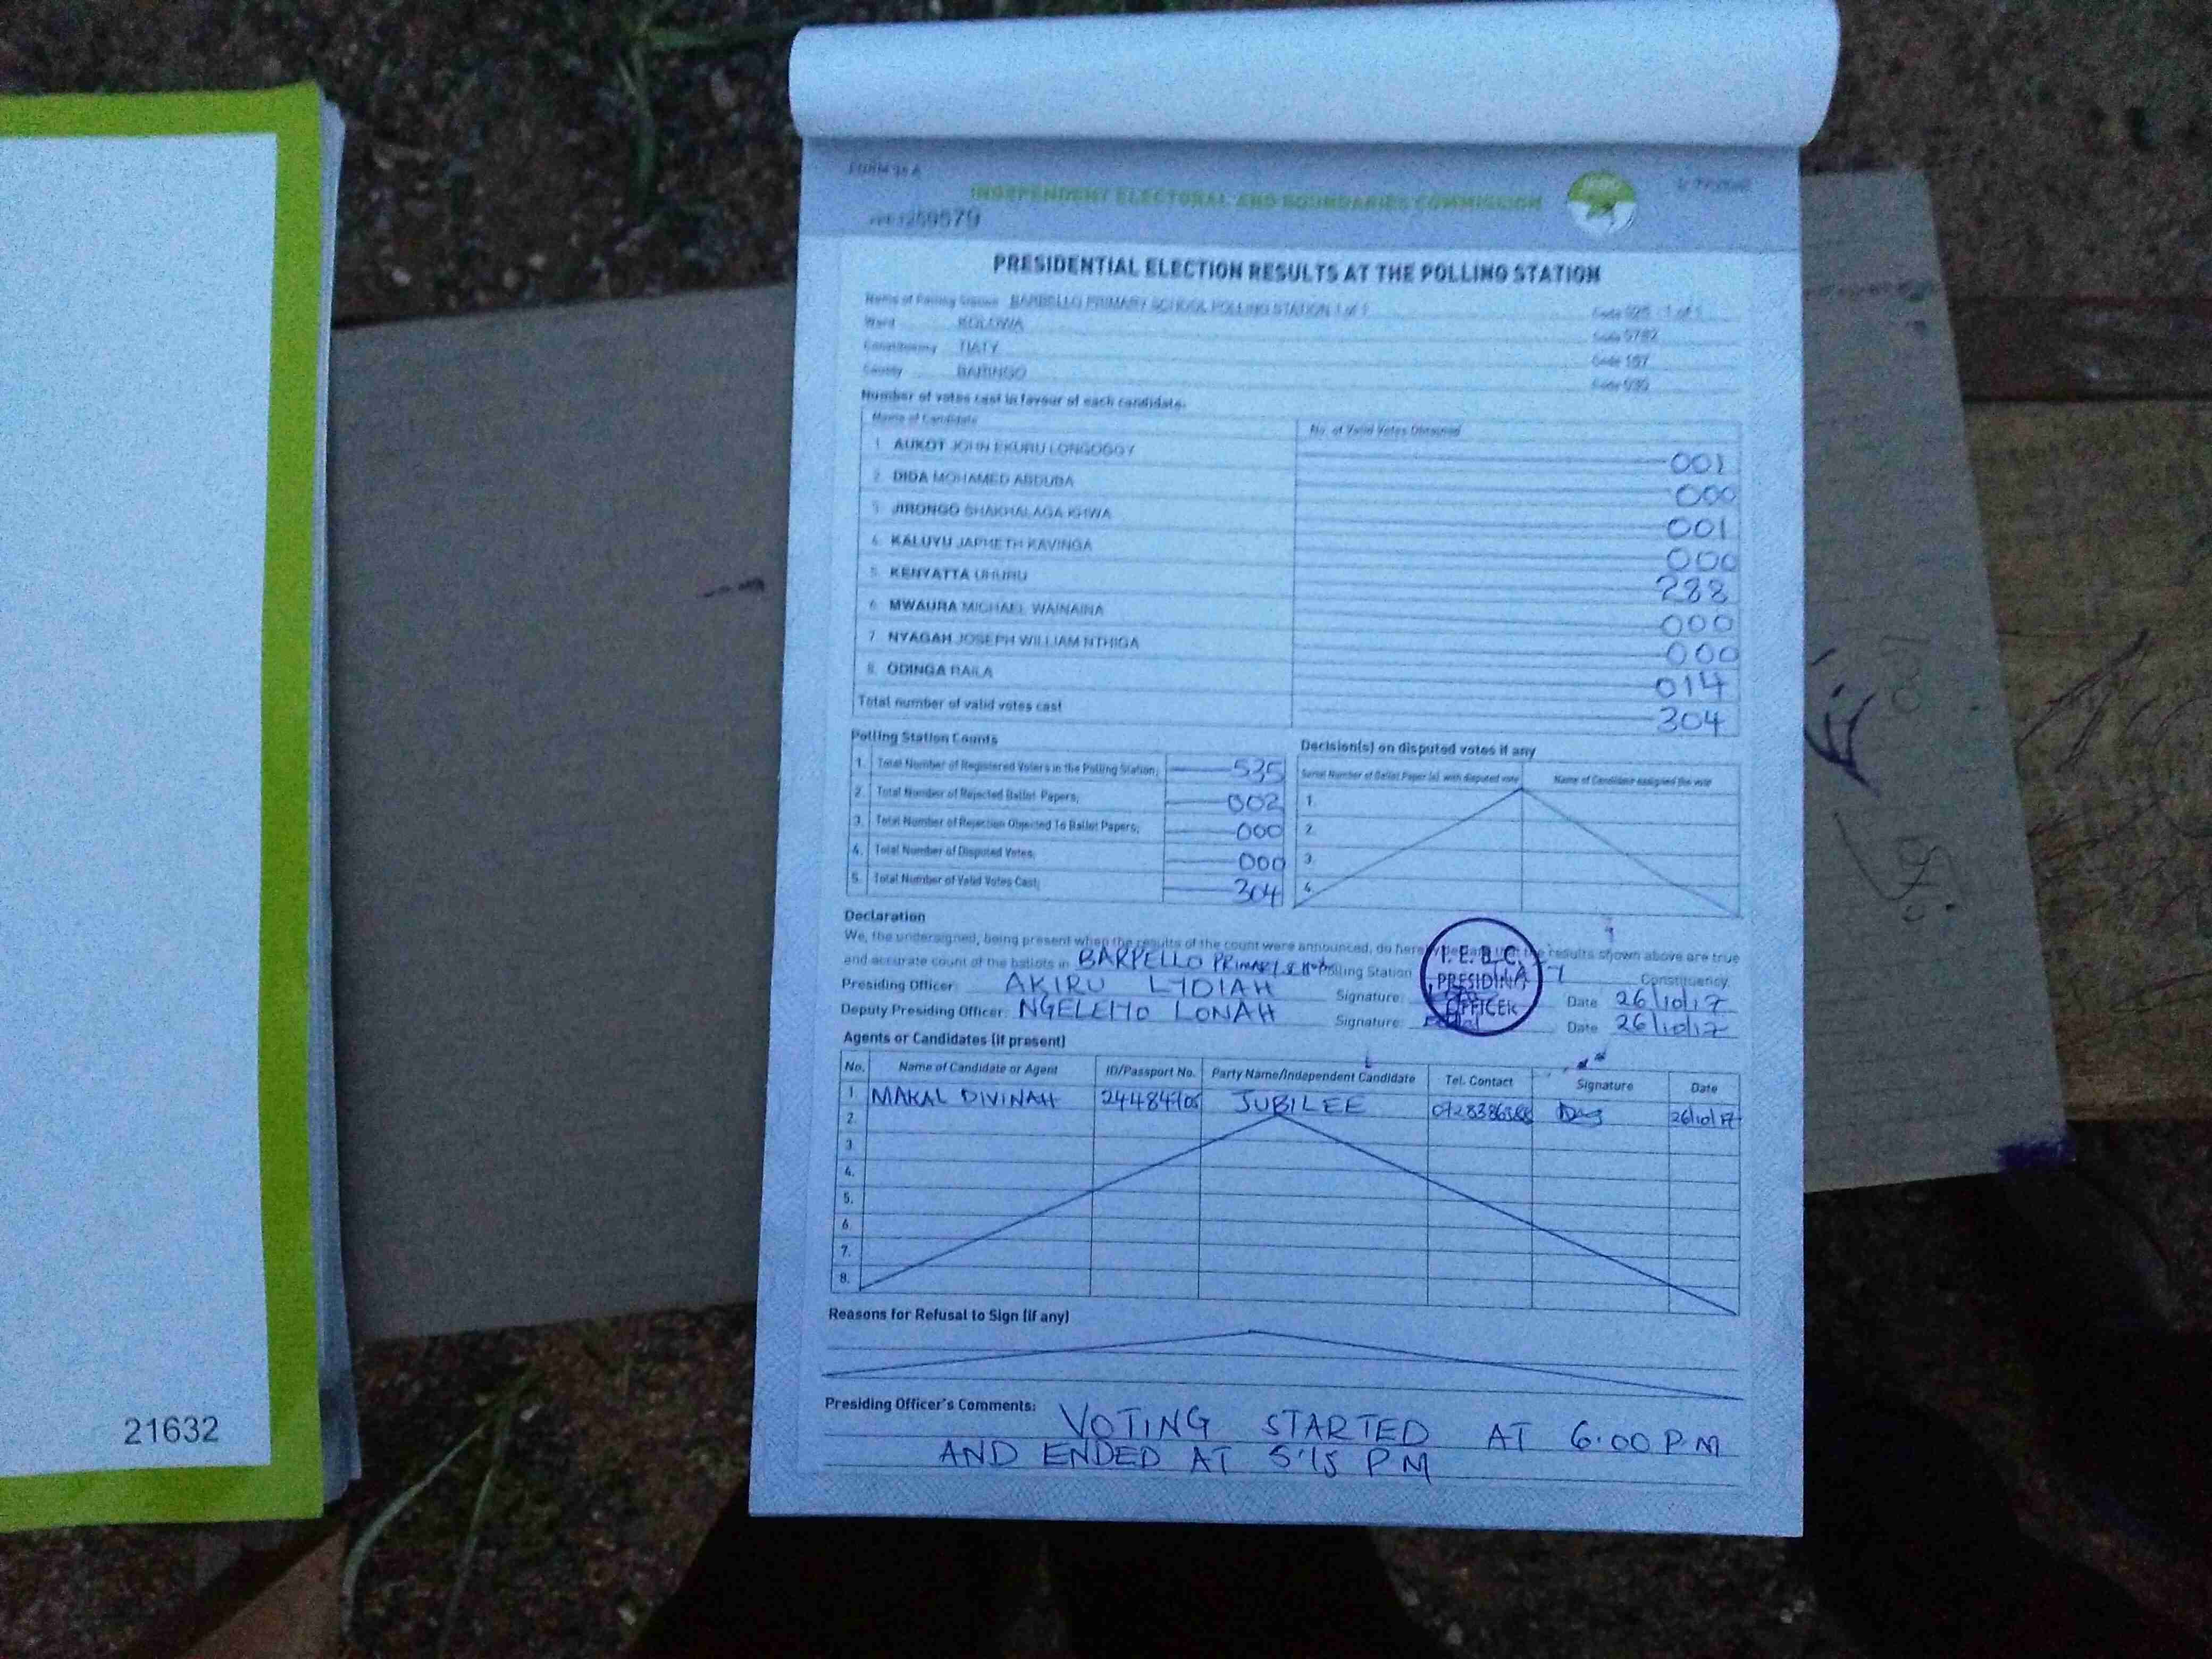 FORM 34 A
INDEPENDENT ELECTORAL AND BOUNDARIES COMMISSION
PRESIDENTIAL ELECTION RESULTS AT THE POLLING STATION
Name of Polling Station BARPELLO PRIMARY SCHOOL POLLING STATION 1 of 1 Code 025 1 of 1
Ward KOLOWA Code
County BARINGO Code 030
Constituency TIATY Code 157
Number of votes cast in favour of each candidate.
Name of Candidate No. of Valid Votes Obtained
1. AUKOT JOHN EKURU LONGOGGY 001
2. DIDA MOHAMED ABDUBA 000
3. JIRONGO SHAKHALAGA KHWA 001
4. KALUYU JAPHETH KAVINGA 000
5. KENYATTA UHURU 288
6. MWAURA MICHAEL WAINAINA 000
7. NYAGAH JOSEPH WILLIAM NTHIGA 000
8. ODINGA RAILA 014
Total number of valid votes cast 304
Polling Station Counts
1. Total Number of Registered Voters in the Polling Station; 535
2. Total Number of Rejected Ballot Papers; 002
3. Total Number of Rejection Objected To Ballot Papers; 000
4. Total Number of Disputed Votes; 000
5. Total Number of Valid Votes Cast; 304
Decision(s) on disputed votes if any
Serial Number of Ballot Paper (s) with disputed vote Name of Candidate assigned the vote
1.
2.
3.
4.
Declaration
We, the undersigned, being present when the results of the count were announced, do hereby declare that the results shown above are true
and accurate count of the ballots in BARPELLO PRIMARY Polling Station Constituency.
Presiding Officer: AKIRU LYDIAH Signature: Date 26/10/17
Deputy Presiding Officer: NGELEIYO LONAH Signature: Date 26/10/17
I. E. B. C.
PRESIDING
OFFICER
Agents or Candidates (if present)
No. Name of Candidate or Agent ID/Passport No. Party Name/Independent Candidate Tel. Contact Signature Date
1 MAKAL DIVINAH JUBILEE 26/10/17
2.
3.
4.
5.
6.
7.
8.
Reasons for Refusal to Sign (if any)
Presiding Officer's Comments: VOTING STARTED AT 6.00 P.M
AND ENDED AT 5:15 PM
21632